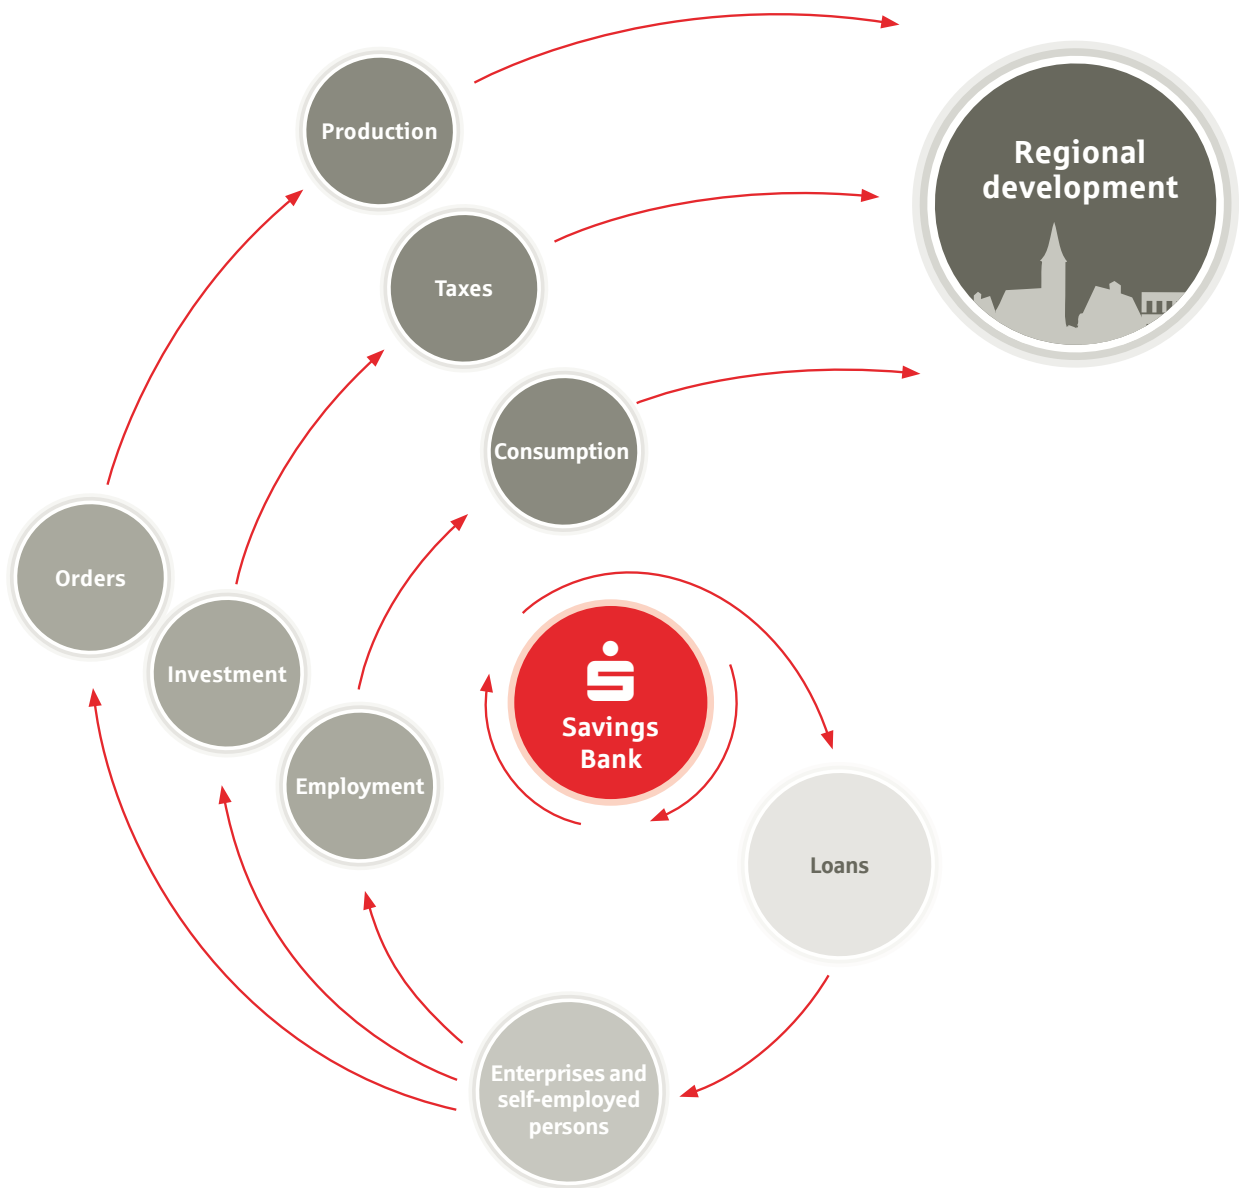 Production
Regional
development
Taxes
Consumption
Orders
Investment
Savings
Bank
Employment
Loans
Enterprises and
self-employed
persons